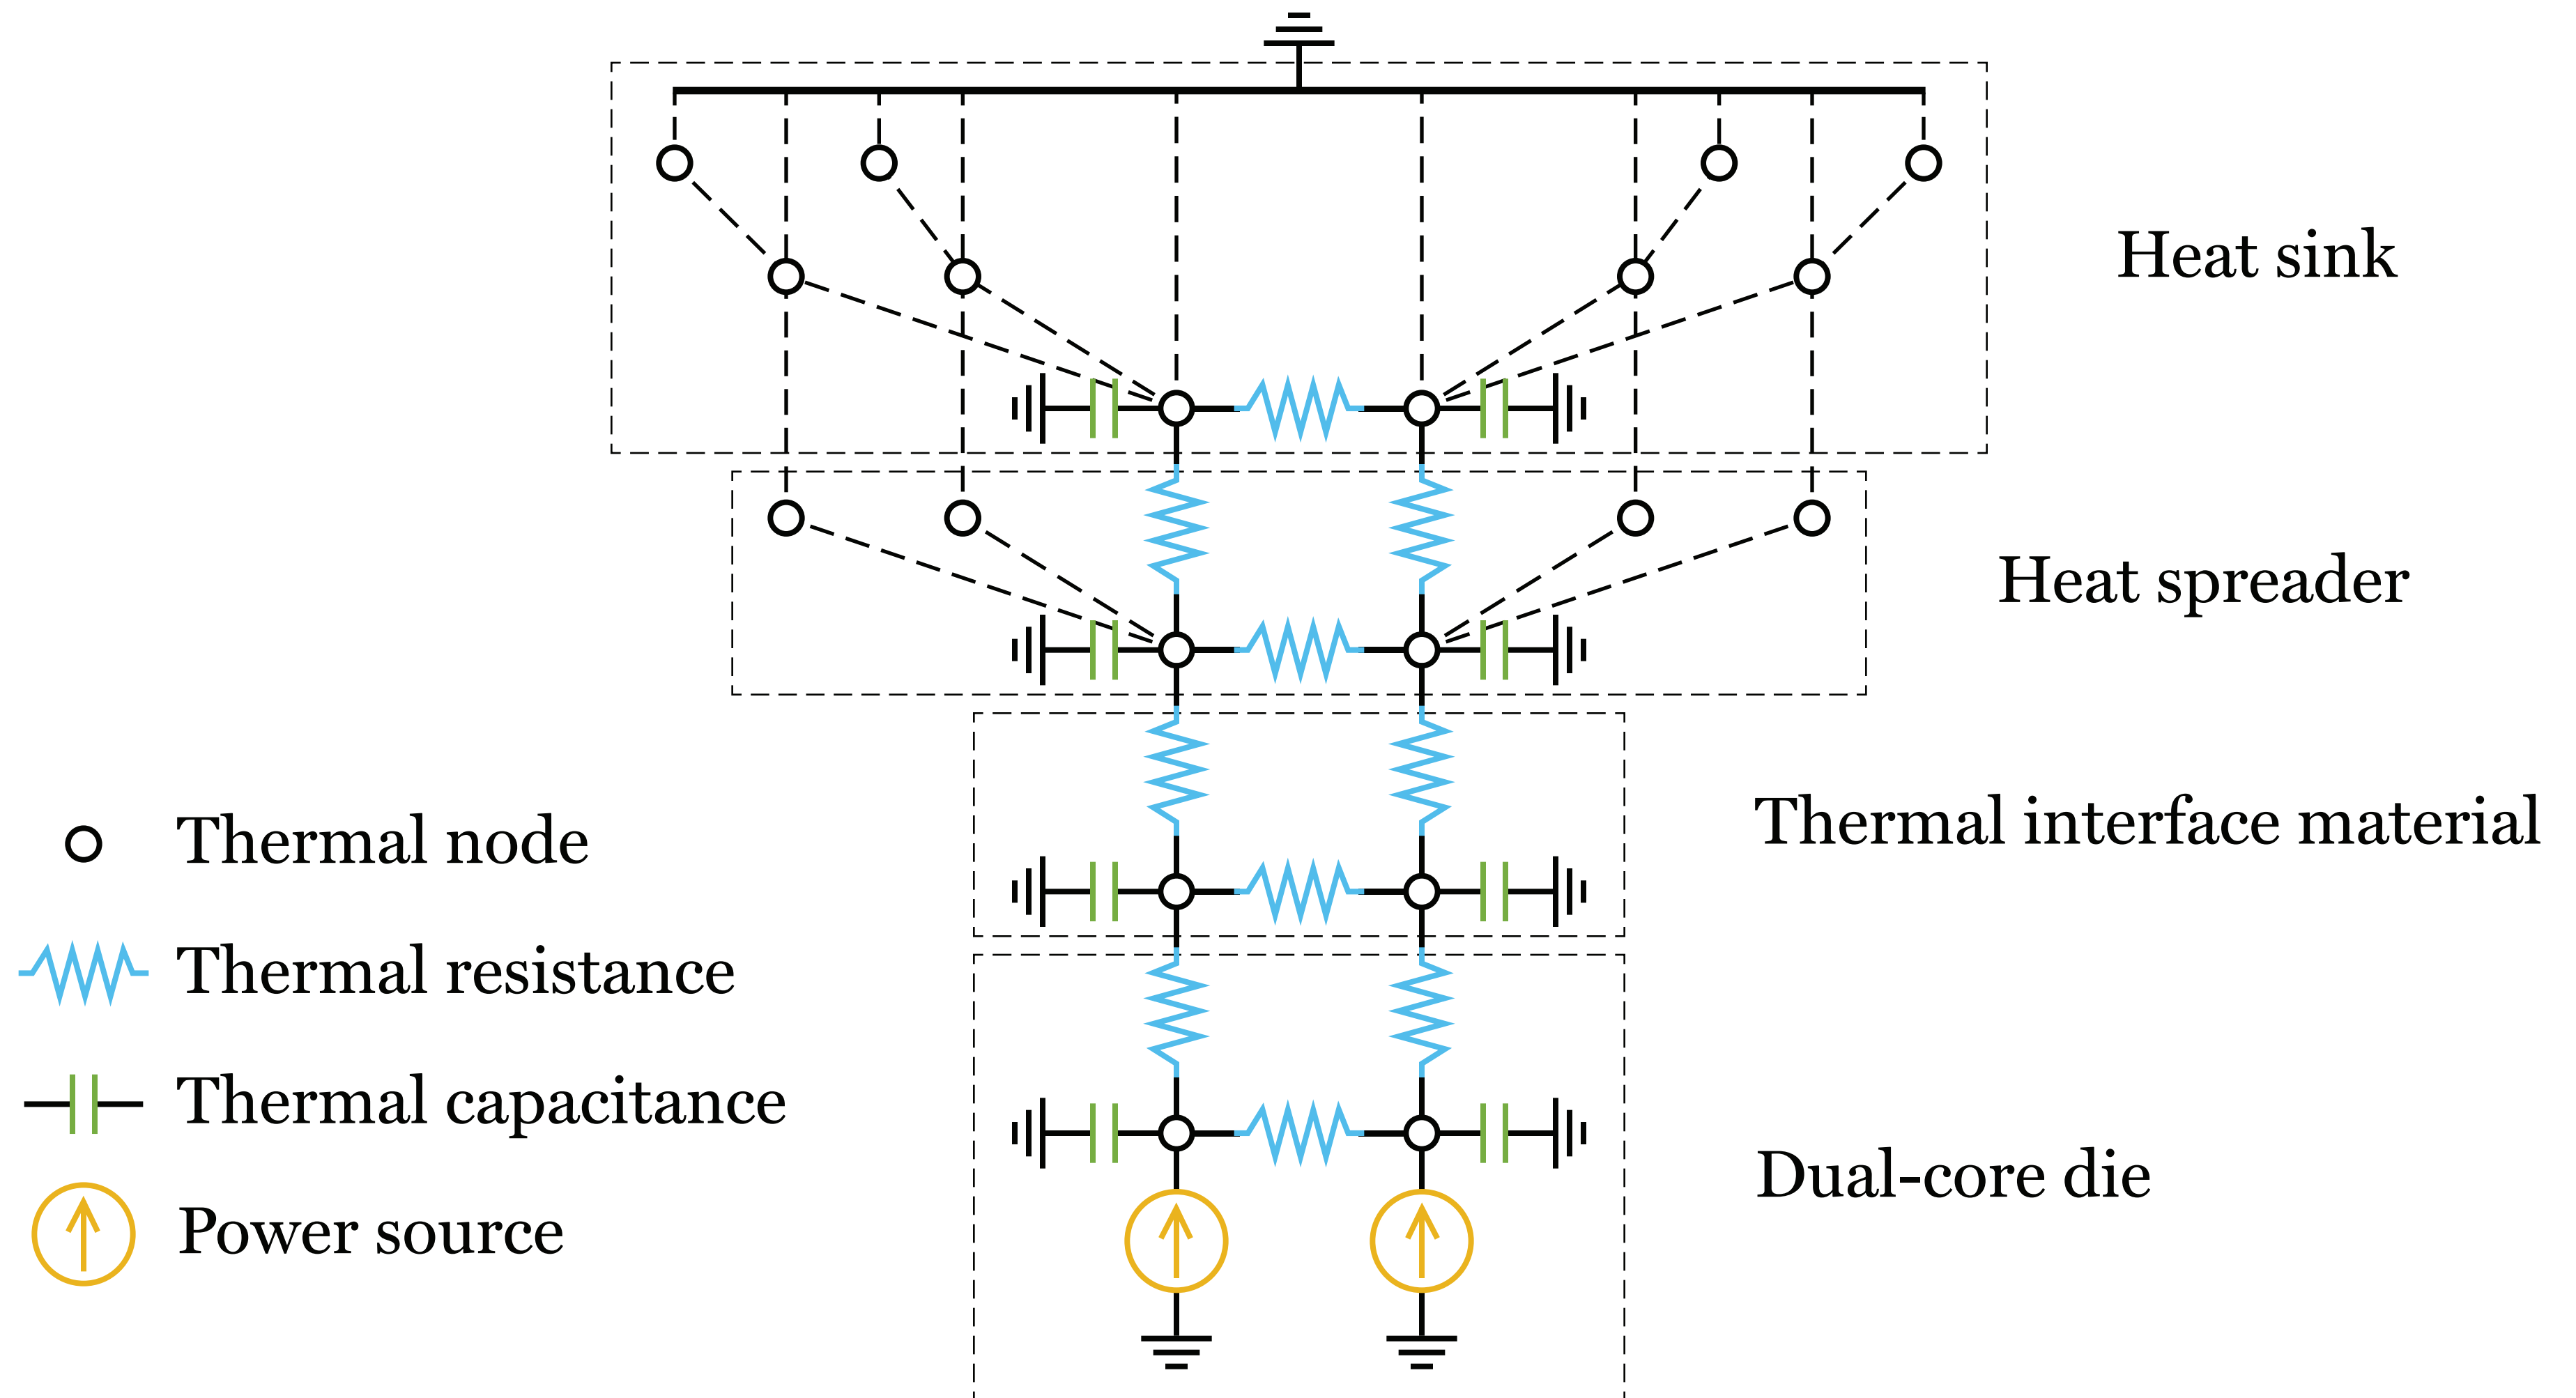 Heat sink
Heat spreader
Thermal interface material
Dual-core die
Thermal node
Thermal resistance
Thermal capacitance
Power source